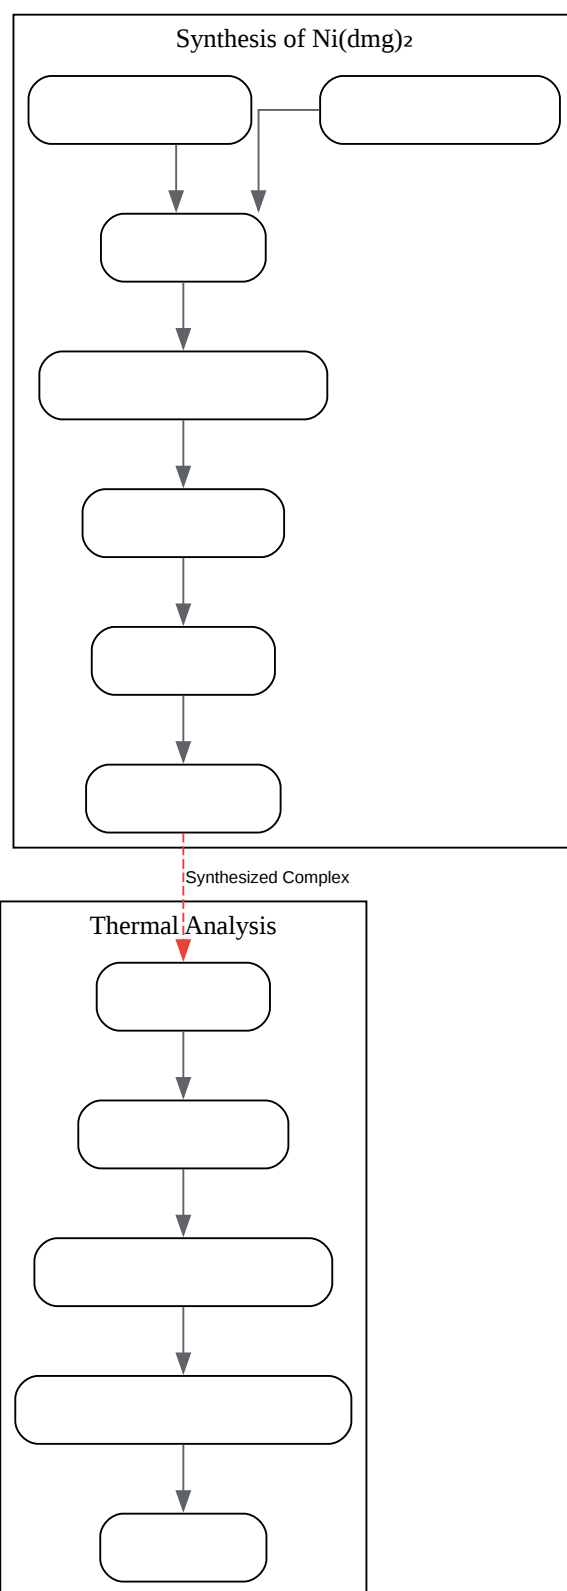 Synthesis of Ni(dmg)₂
Synthesized Complex
Thermal Analysis